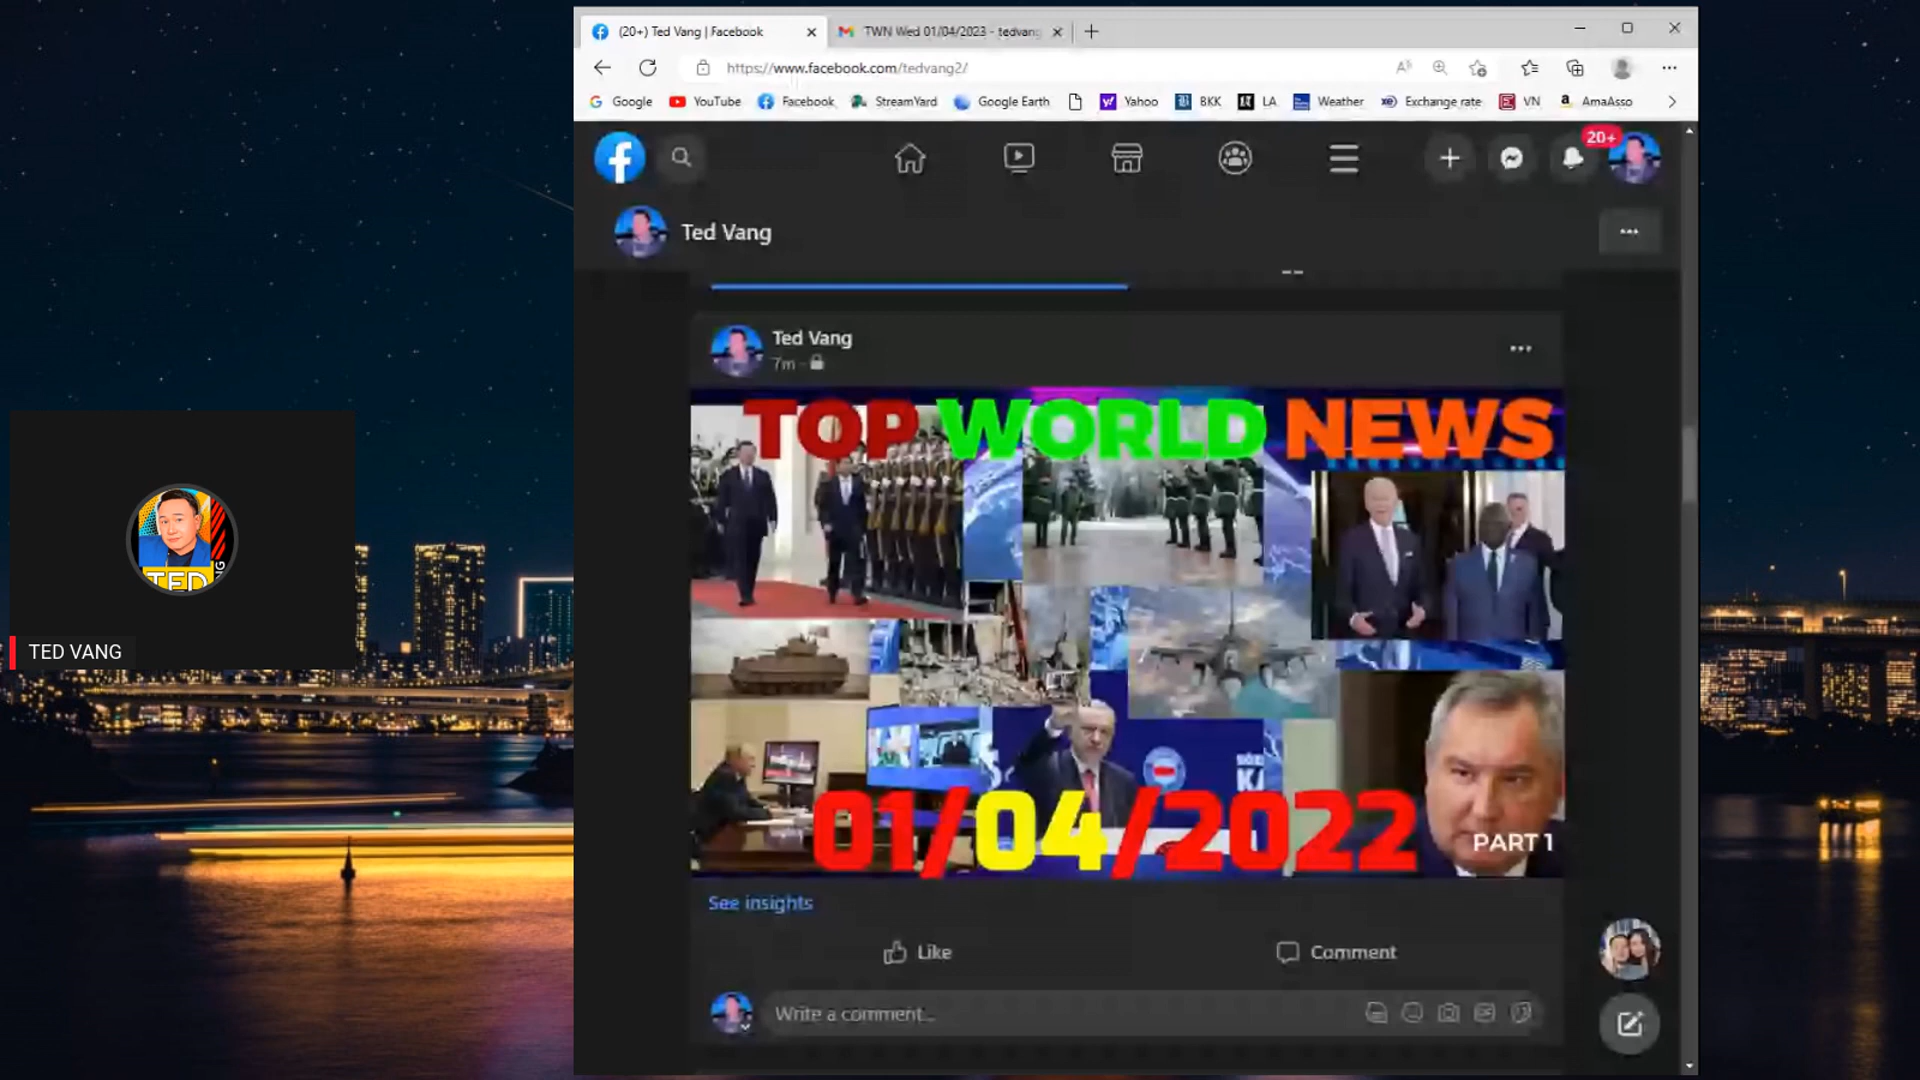 (20+) Ted Vang | Facebook
TWN Wed 01/04/2023 - tedvang
https://www.facebook.com/tedvang2/
Google YouTube Facebook StreamYard Google Earth Yahoo BKK LA Weather Exchange rate VN AmaAsso
20+
Ted Vang
Ted Vang
7m
TOP WORLD NEWS
TED
TED VANG
01/04/2022
PART 1
See insights
Like
Comment
Write a comment...